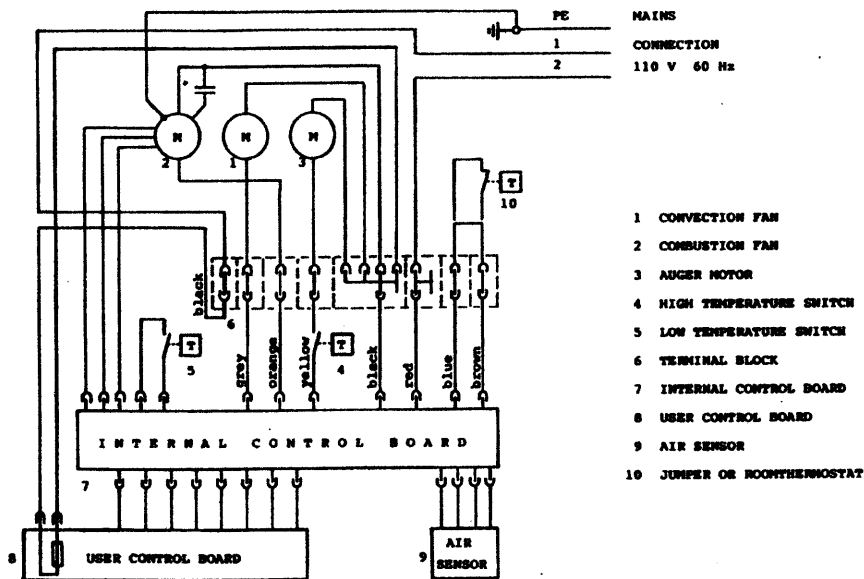 PE MAINS
1 CONNECTION
2 110 V 60 Hz
M M M
2 1 3
T
10
1 CONVECTION FAN
2 COMBUSTION FAN
3 AUGER MOTOR
4 HIGH TEMPERATURE SWITCH
5 LOW TEMPERATURE SWITCH
6 TERMINAL BLOCK
7 INTERNAL CONTROL BOARD
8 USER CONTROL BOARD
9 AIR SENSOR
10 JUMPER OR ROOMTHERMOSTAT
black
6
T
5
T
4
grey
orange
yellow
black
red
blue
brown
INTERNAL CONTROL BOARD
7
8 USER CONTROL BOARD
9 AIR
SENSOR